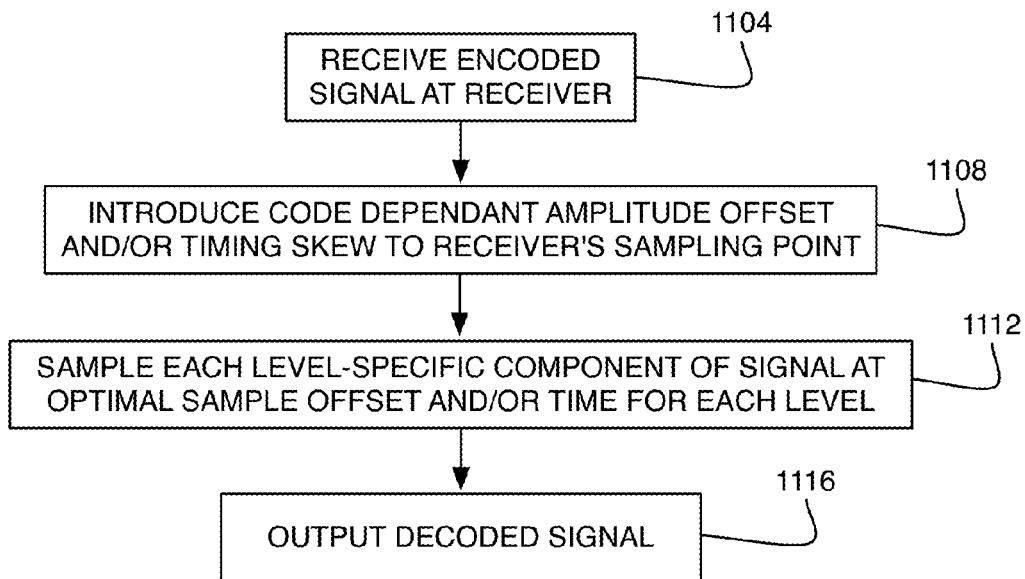 1104
RECEIVE ENCODED
SIGNAL AT RECEIVER
1108
INTRODUCE CODE DEPENDANT AMPLITUDE OFFSET
AND/OR TIMING SKEW TO RECEIVER'S SAMPLING POINT
1112
SAMPLE EACH LEVEL-SPECIFIC COMPONENT OF SIGNAL AT
OPTIMAL SAMPLE OFFSET AND/OR TIME FOR EACH LEVEL
1116
OUTPUT DECODED SIGNAL